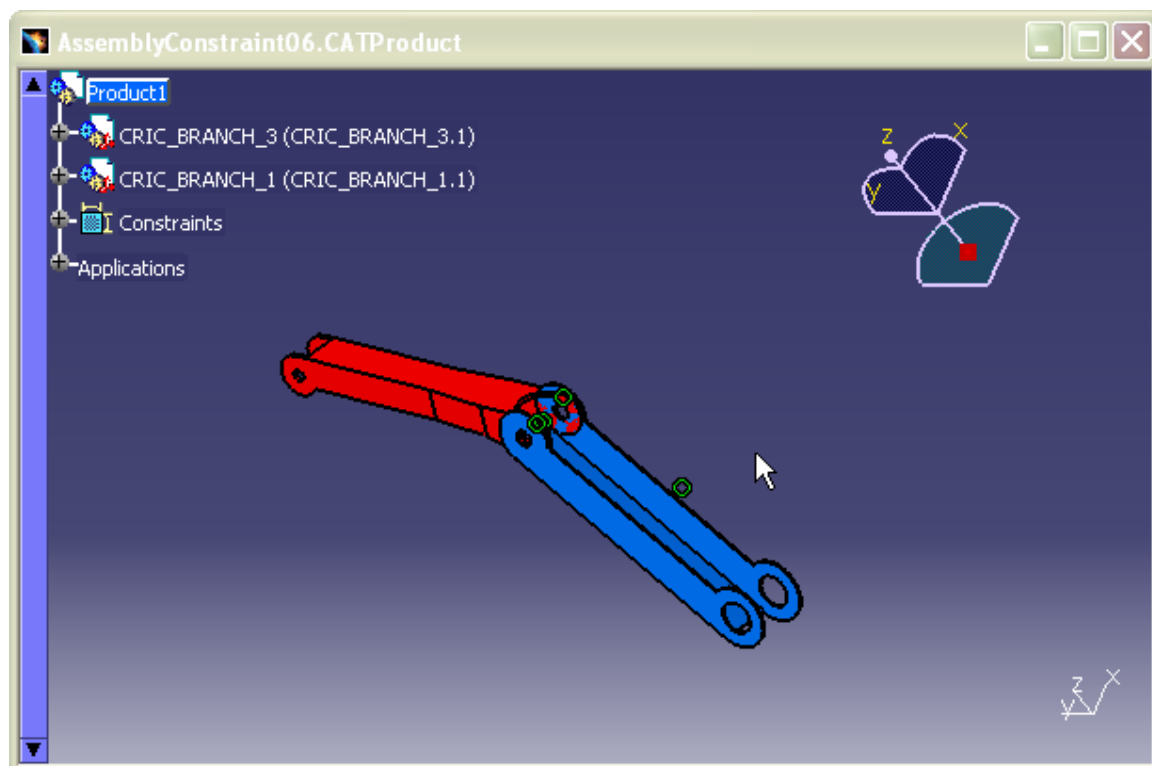 AssemblyConstraint06.CATProduct
Product1
CRIC_BRANCH_3 (CRIC_BRANCH_3.1)
CRIC_BRANCH_1 (CRIC_BRANCH_1.1)
Constraints
Applications
z x
y
z x
y